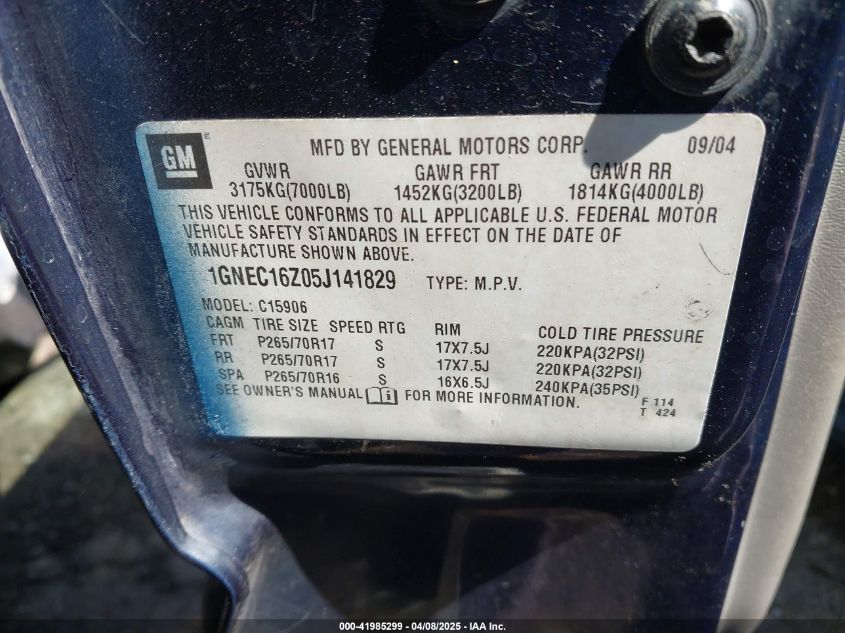 GM ® MFD BY GENERAL MOTORS CORP. 09/04
GVWR GAWR FRT GAWR RR
3175KG(7000LB) 1452KG(3200LB) 1814KG(4000LB)
THIS VEHICLE CONFORMS TO ALL APPLICABLE U.S. FEDERAL MOTOR
VEHICLE SAFETY STANDARDS IN EFFECT ON THE DATE OF
MANUFACTURE SHOWN ABOVE.
1GNEC16Z05J141829 TYPE: M.P.V.
MODEL: C15906
CAGM TIRE SIZE SPEED RTG RIM COLD TIRE PRESSURE
FRT P265/70R17 S 17X7.5J 220KPA(32PSI)
RR P265/70R17 S 17X7.5J 220KPA(32PSI)
SPA P265/70R16 S 16X6.5J 240KPA(35PSI)
SEE OWNER'S MANUAL i FOR MORE INFORMATION.
F 114
T 424
000-41985299 04/08/2025 - IAA Inc.